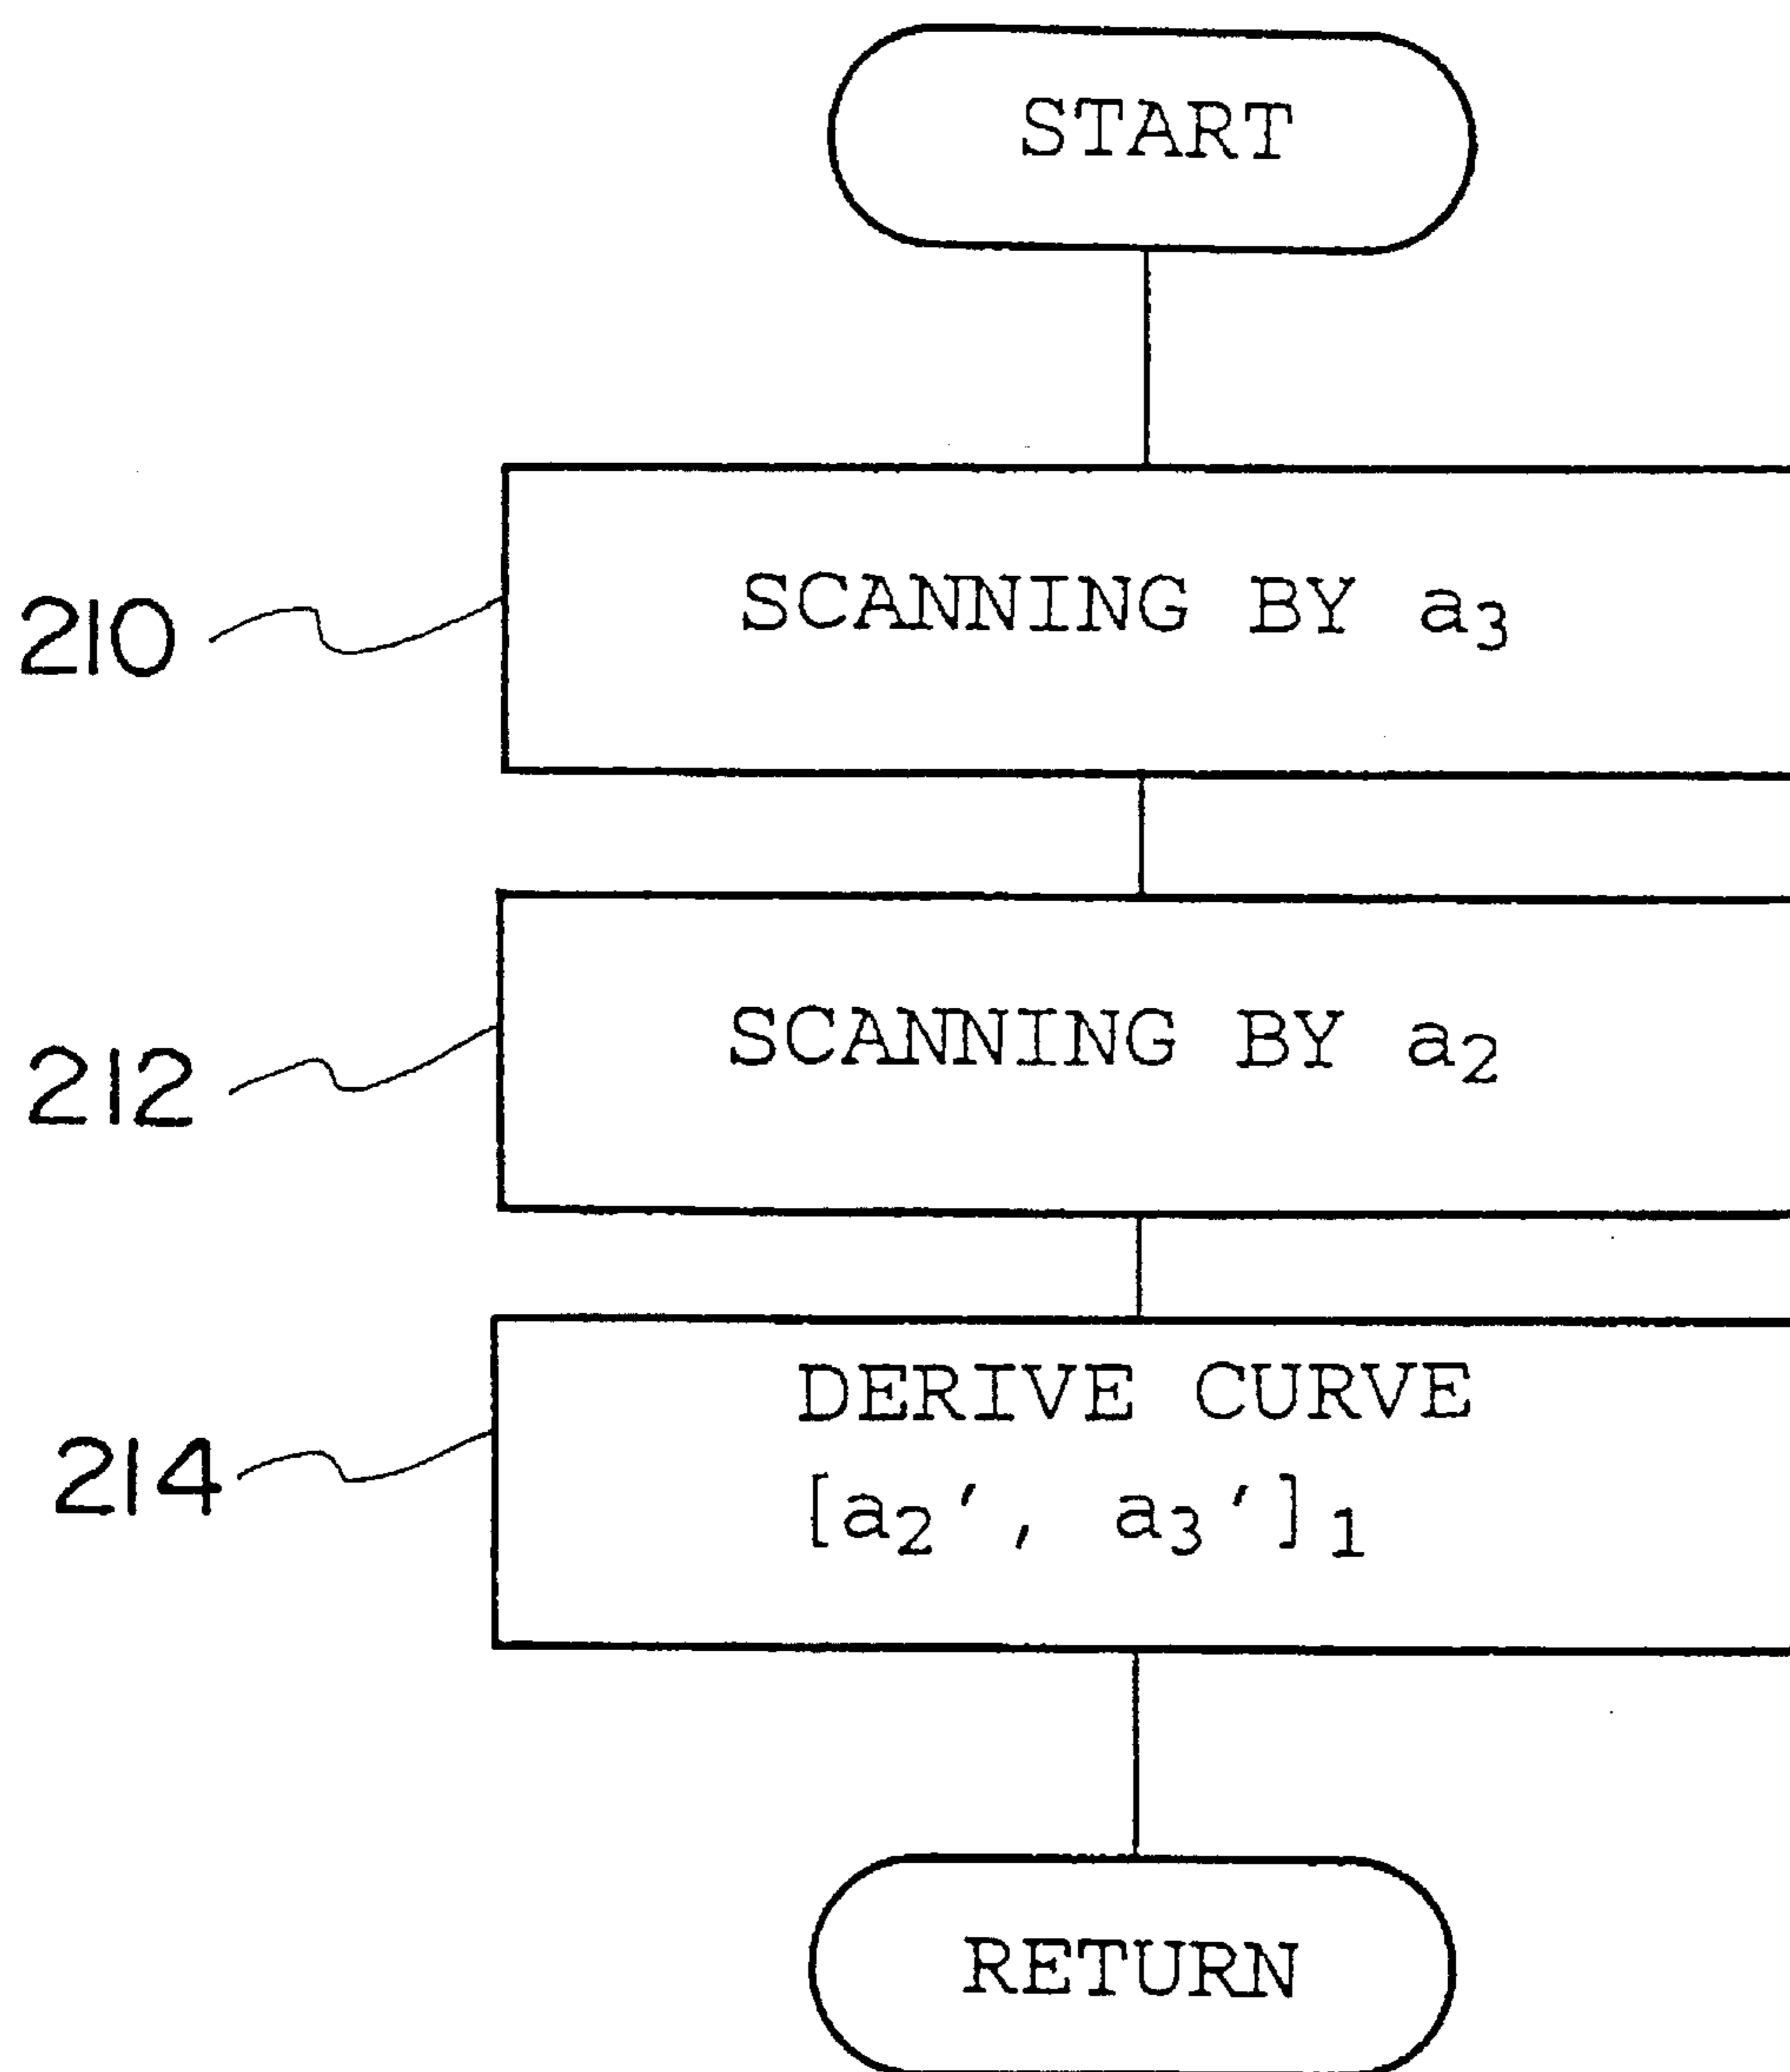 START
210
SCANNING BY a₃
212
SCANNING BY a₂
214
DERIVE CURVE
[a₂′, a₃′]₁
RETURN